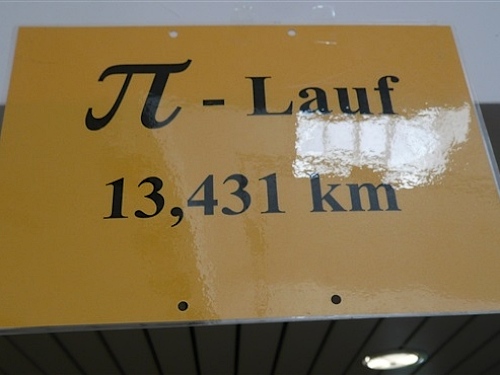 π - Lauf
13,431 km